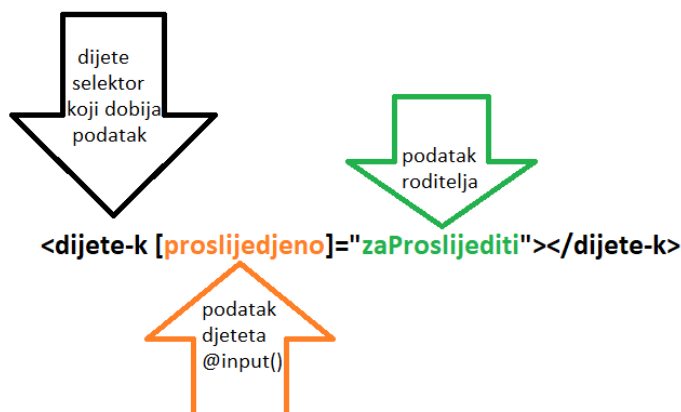 dijete
selektor
koji dobija
podatak
podatak
roditelja
<dijete-k [proslijedjeno]="zaProslijediti"></dijete-k>
podatak
djeteta
@input()